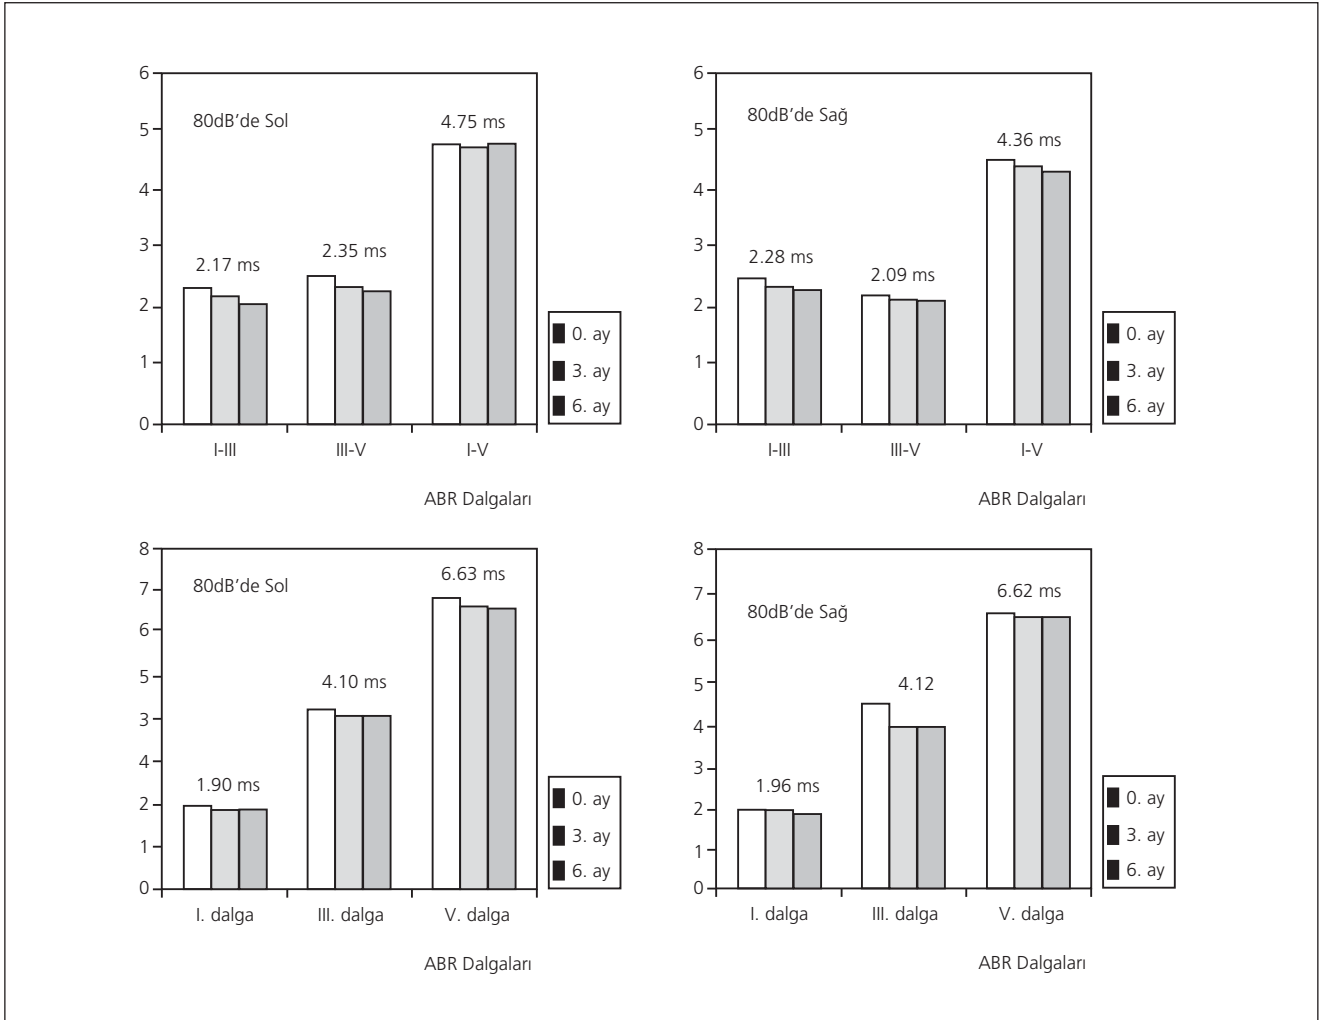 6
5
4
3
2
1
0
80dB'de Sol
4.75 ms
2.35 ms
2.17 ms
I-III
III-V
I-V
ABR Dalgaları
0. ay
3. ay
6. ay
6
5
4
3
2
1
0
80dB'de Sağ
4.36 ms
2.28 ms
2.09 ms
I-III
III-V
I-V
ABR Dalgaları
0. ay
3. ay
6. ay
8
7
6
5
3
4
2
1
0
80dB'de Sol
6.63 ms
4.10 ms
1.90 ms
I. dalga
III. dalga
V. dalga
ABR Dalgaları
0. ay
3. ay
6. ay
8
7
6
5
4
3
2
1
0
80dB'de Sağ
6.62 ms
4.12
1.96 ms
I. dalga
III. dalga
V. dalga
ABR Dalgaları
0. ay
3. ay
6. ay